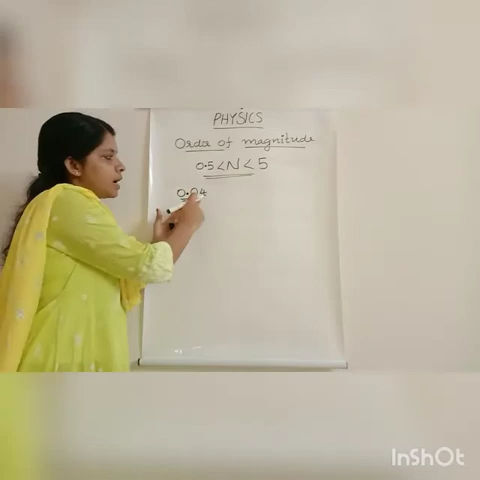 PHYSICS
Order of magnitude
0.5 < N < 5
0.04
InShOt